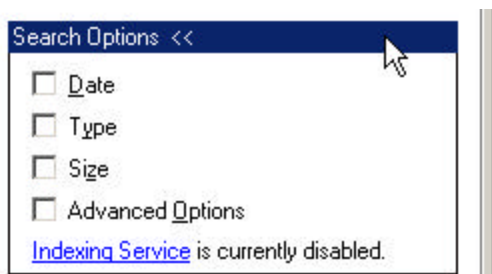 Search Options <<
Date
Type
Size
Advanced Options
Indexing Service is currently disabled.